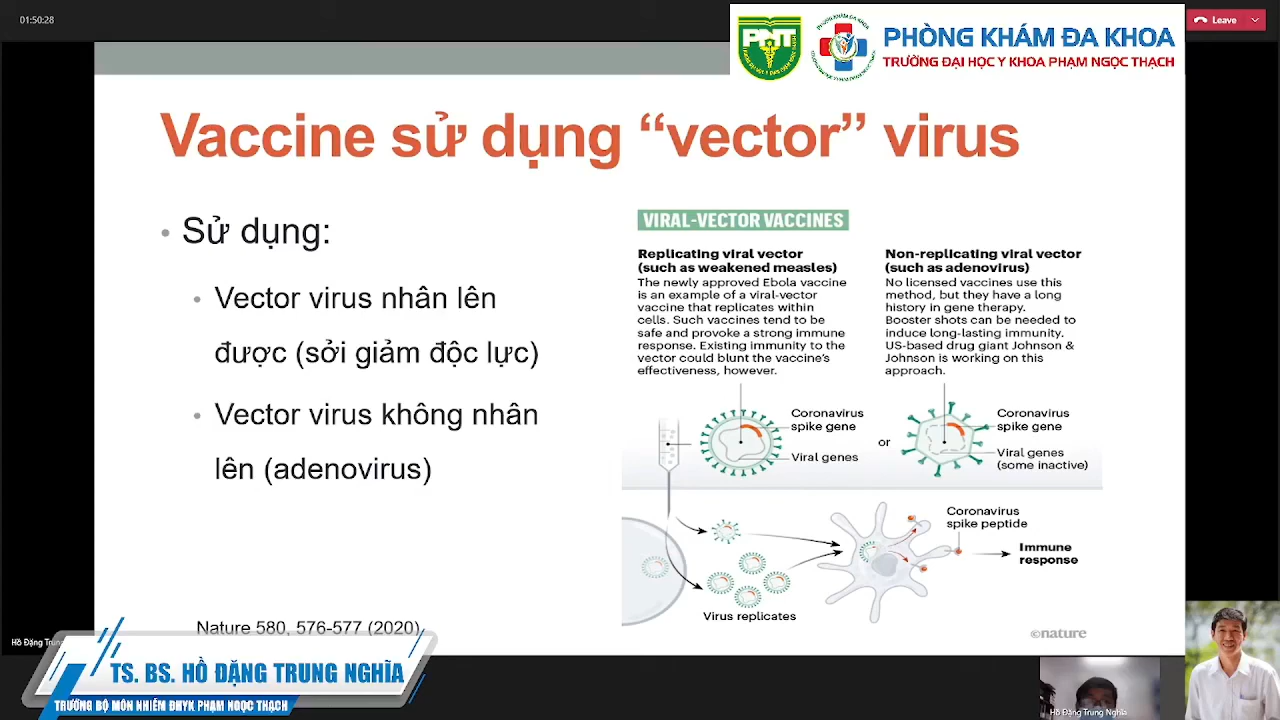 01:50:28
Leave
PNT
PHÒNG KHÁM ĐA KHOA
TRƯỜNG ĐẠI HỌC Y KHOA PHẠM NGỌC THẠCH
Vaccine sử dụng “vector” virus
• Sử dụng:
• Vector virus nhân lên
được (sởi giảm độc lực)
• Vector virus không nhân
lên (adenovirus)
VIRAL-VECTOR VACCINES
Replicating viral vector
(such as weakened measles)
The newly approved Ebola vaccine
is an example of a viral-vector
vaccine that replicates within
cells. Such vaccines tend to be
safe and provoke a strong immune
response. Existing immunity to the
vector could blunt the vaccine’s
effectiveness, however.
Non-replicating viral vector
(such as adenovirus)
No licensed vaccines use this
method, but they have a long
history in gene therapy.
Booster shots can be needed to
induce long-lasting immunity.
US-based drug giant Johnson &
Johnson is working on this
approach.
Coronavirus
spike gene
Viral genes
or
Coronavirus
spike gene
Viral genes
(some inactive)
Coronavirus
spike peptide
Immune
response
Virus replicates
©nature
Nature 580, 576-577 (2020)
Hồ Đặng Trung
TS. BS. HỒ ĐẶNG TRUNG NGHĨA
TRƯỜNG BỘ MÔN NHIỄM ĐHYK PHẠM NGỌC THẠCH
Hồ Đặng Trung Nghĩa